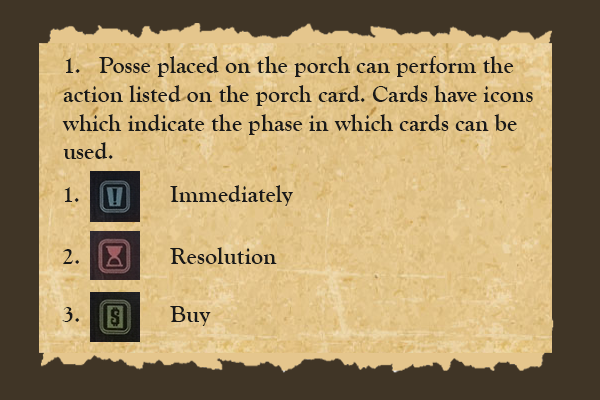 1. Posse placed on the porch can perform the
action listed on the porch card. Cards have icons
which indicate the phase in which cards can be
used.
1. ! Immediately
2. Resolution
3. $ Buy